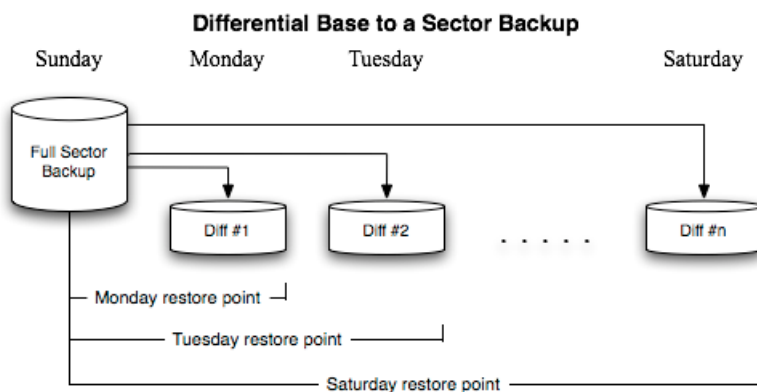 Differential Base to a Sector Backup
Sunday Monday Tuesday Saturday
Full Sector
Backup
Diff #1 Diff #2 . . . . . Diff #n
Monday restore point
Tuesday restore point
Saturday restore point